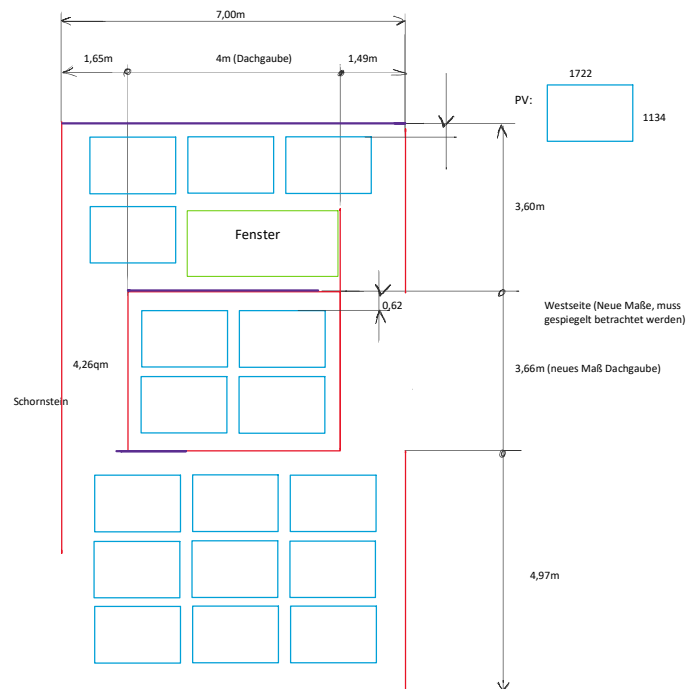 7,00m
1,65m
4m (Dachgaube)
1,49m
PV:
1722
1134
3,60m
Fenster
0,62
Westseite (Neue Maße, muss
gespiegelt betrachtet werden)
4,26qm
3,66m (neues Maß Dachgaube)
Schornstein
4,97m